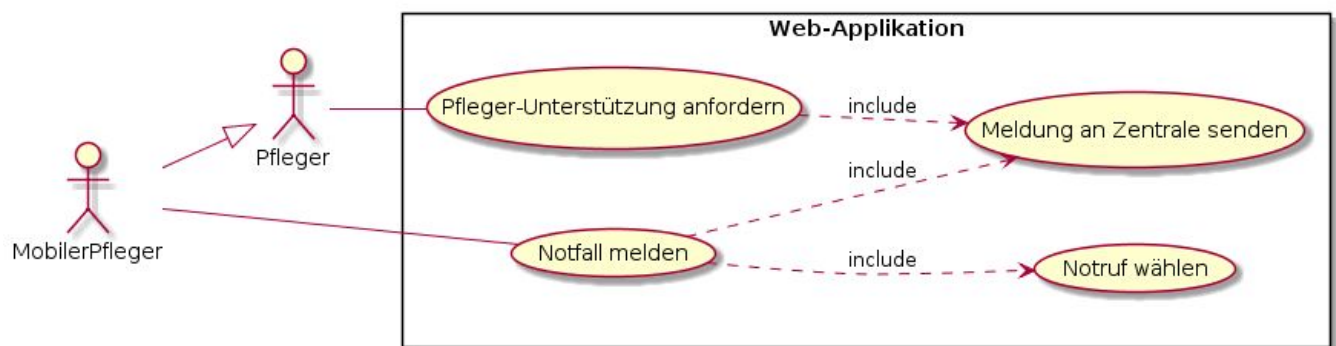 Web-Applikation
Pfleger-Unterstützung anfordern
include
Meldung an Zentrale senden
Pfleger
include
MobilerPfleger
Notfall melden
include
Notruf wählen